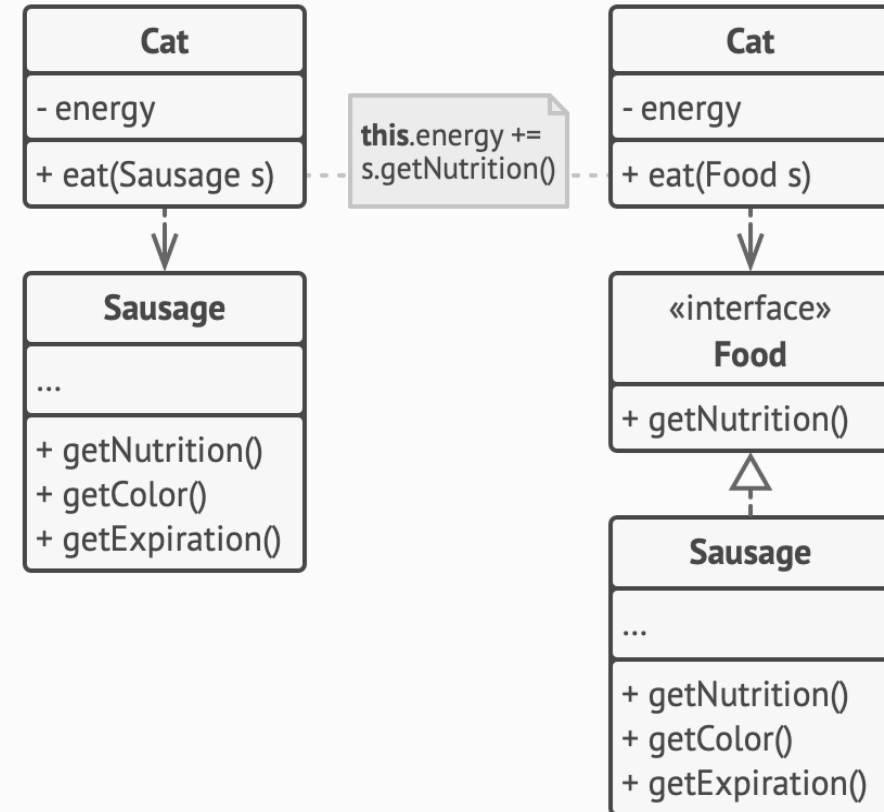 Cat
- energy
+ eat(Sausage s)
Sausage
...
+ getNutrition()
+ getColor()
+ getExpiration()
this.energy +=
s.getNutrition()
Cat
- energy
+ eat(Food s)
«interface»
Food
+ getNutrition()
Sausage
...
+ getNutrition()
+ getColor()
+ getExpiration()